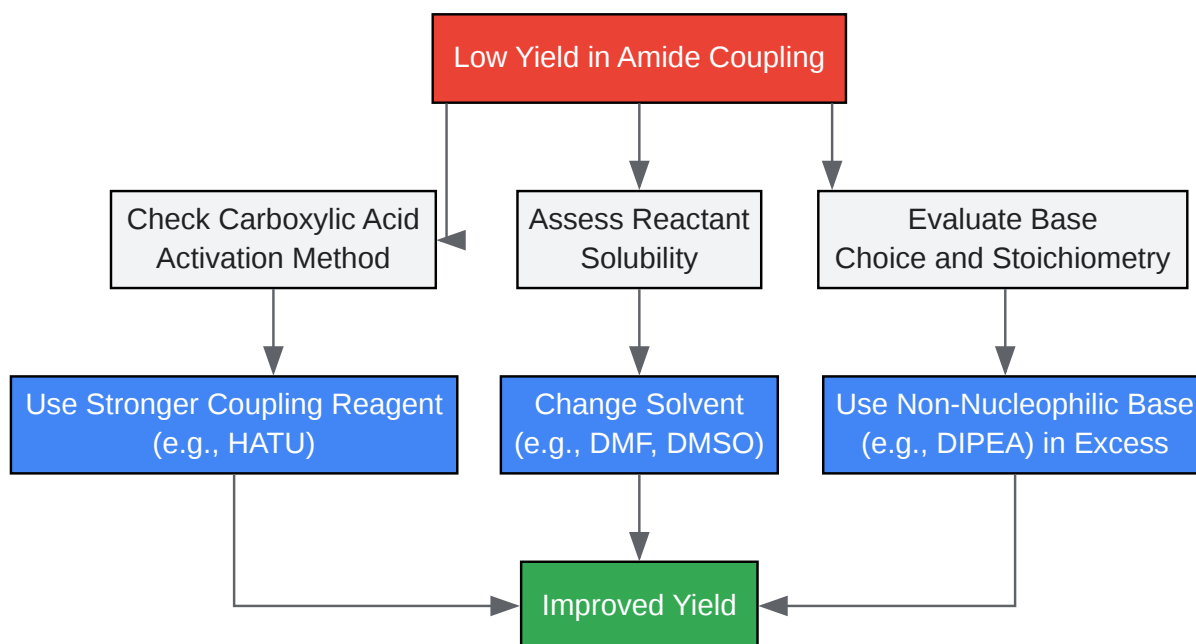 Low Yield in Amide Coupling
Check Carboxylic Acid
Activation Method
Assess Reactant
Solubility
Evaluate Base
Choice and Stoichiometry
Use Stronger Coupling Reagent
(e.g., HATU)
Change Solvent
(e.g., DMF, DMSO)
Use Non-Nucleophilic Base
(e.g., DIPEA) in Excess
Improved Yield